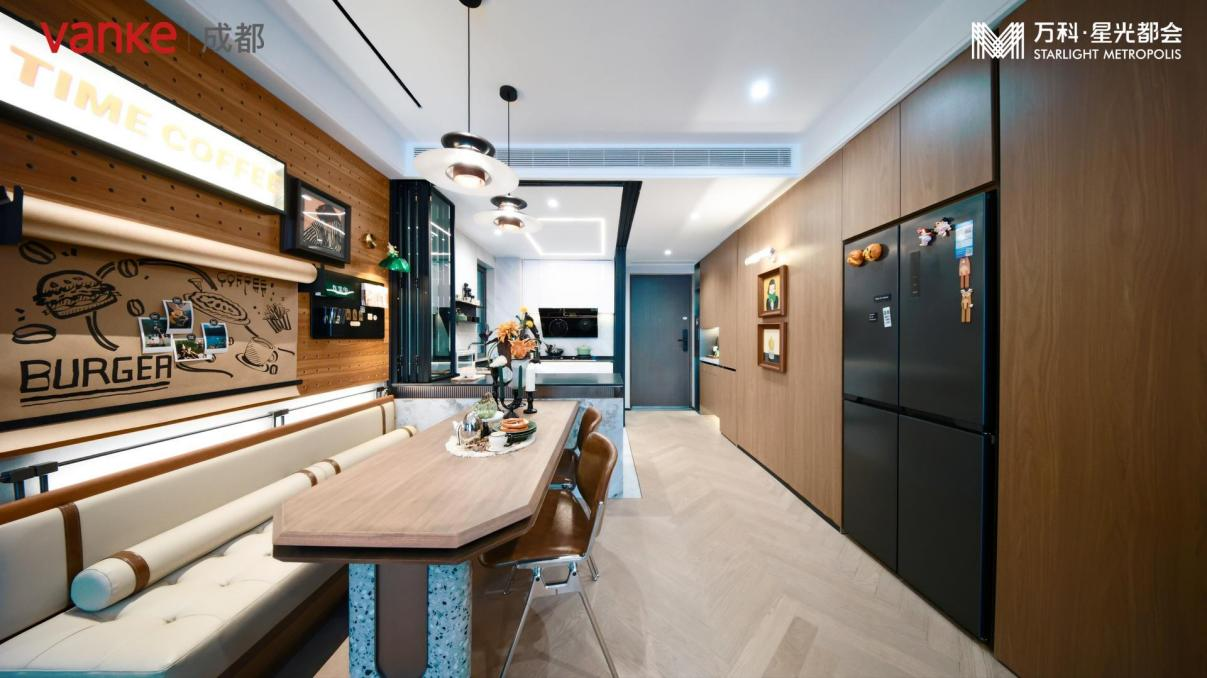 vanke 成都
万科·星光都会
STARLIGHT METROPOLIS
TIME COFFEE
COFFEE
BURGER